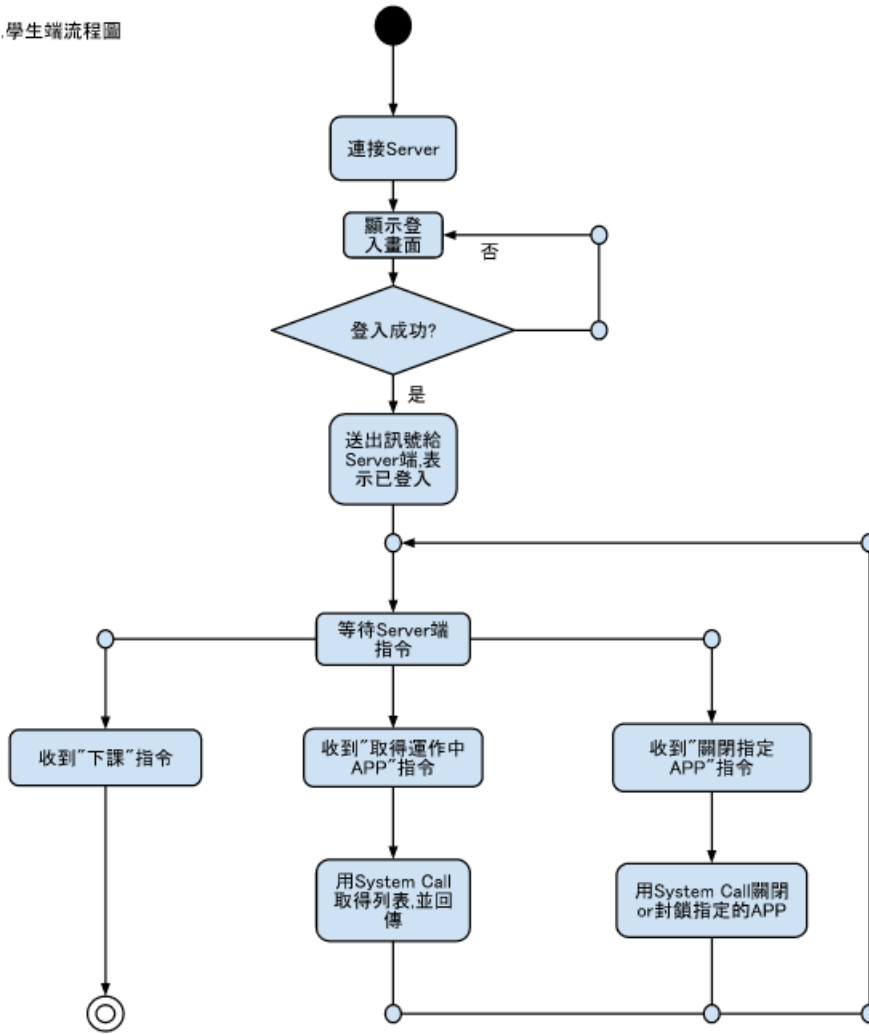 .學生端流程圖
連接Server
顯示登
入畫面
否
登入成功?
是
送出訊號給
Server端,表
示已登入
等待Server端
指令
收到"下課"指令
收到"取得運作中
APP"指令
收到"關閉指定
APP"指令
用System Call
取得列表,並回
傳
用System Call關閉
or封鎖指定的APP